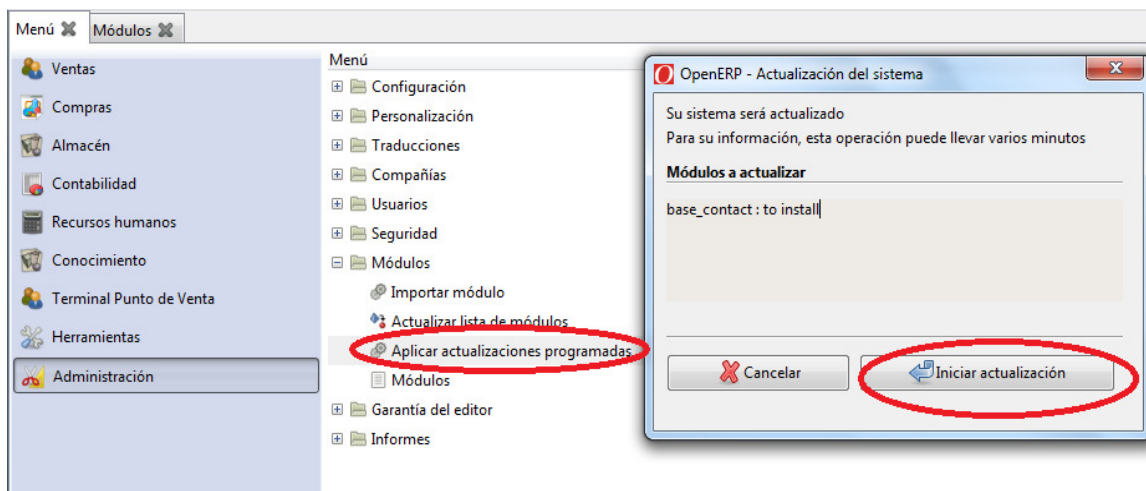 Menú
Módulos
Ventas
Compras
Almacén
Contabilidad
Recursos humanos
Conocimiento
Terminal Punto de Venta
Herramientas
Administración
Menú
Configuración
Personalización
Traducciones
Compañías
Usuarios
Seguridad
Módulos
Importar módulo
Actualizar lista de módulos
Aplicar actualizaciones programadas
Módulos
Garantía del editor
Informes
OpenERP - Actualización del sistema
Su sistema será actualizado
Para su información, esta operación puede llevar varios minutos
Módulos a actualizar
base_contact : to install
Cancelar
Iniciar actualización